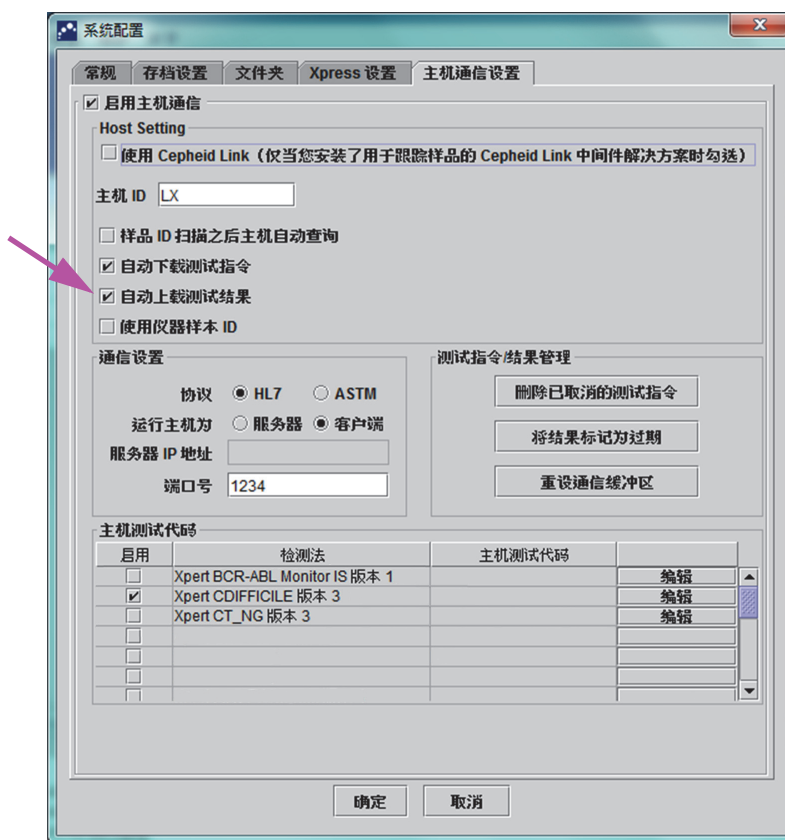 系统配置
常规 存档设置 文件夹 Xpress 设置 主机通信设置
启用主机通信
Host Setting
使用 Cepheid Link（仅当您安装了用于跟踪样品的 Cepheid Link 中间件解决方案时勾选）
主机 ID LX
样品 ID 扫描之后主机自动查询
自动下载测试指令
自动上载测试结果
使用仪器样本 ID
通信设置
协议 HL7 ASTM
运行主机为 服务器 客户端
服务器 IP 地址
端口号 1234
测试指令/结果管理
删除已取消的测试指令
将结果标记为过期
重设通信缓冲区
主机测试代码
启用 检测法 主机测试代码
Xpert BCR-ABL Monitor IS 版本 1 编辑
Xpert CDIFFICILE 版本 3 编辑
Xpert CT_NG 版本 3 编辑
确定 取消